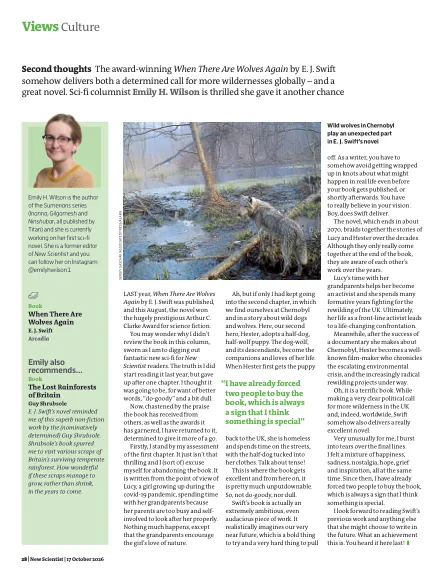 Views Culture
Second thoughts The award-winning When There Are Wolves Again by E. J. Swift
somehow delivers both a determined call for more wildernesses globally – and a
great novel. Sci-fi columnist Emily H. Wilson is thrilled she gave it another chance
Emily H. Wilson is the author
of the Sumerians series
(Inanna, Gilgamesh and
Ninshubar, all published by
Titan) and she is currently
working on her first sci-fi
novel. She is a former editor
of New Scientist and you
can follow her on Instagram
@emilyhwilson1
Book
When There Are
Wolves Again
E. J. Swift
Arcadia
Emily also
recommends...
Book
The Lost Rainforests
of Britain
Guy Shrubsole
E. J. Swift's novel reminded
me of this superb non-fiction
work by the (nominatively
determined) Guy Shrubsole.
Shrubsole's book spurred
me to visit various scraps of
Britain's surviving temperate
rainforest. How wonderful
if these scraps manage to
grow, rather than shrink,
in the years to come.
Wild wolves in Chernobyl
play an unexpected part
in E. J. Swift's novel
LAST year, When There Are
Wolves Again by E. J. Swift
was published,
and this August, the novel won
the hugely prestigious Arthur C.
Clarke Award for science fiction.
You may wonder why I didn't
review the book in this column,
sworn as I am to digging out
fantastic new sci-fi for New
Scientist readers. The truth is I did
start reading it last year, but gave
up after one chapter. I thought it
was going to be, for want of better
words, "do-goody" and a bit dull.
Now, chastened by the praise
the book has received from
others, as well as the awards it
has garnered, I have returned to it,
determined to give it more of a go.
Firstly, I stand by my assessment
of the first chapter. It just isn't that
thrilling and I (sort of) excuse
myself for abandoning the book. It
is written from the point of view of
Lucy, a girl growing up during the
covid-19 pandemic, spending time
with her grandparents because
her parents are too busy and self-
involved to look after her properly.
Nothing much happens, except
that the grandparents encourage
the girl's love of nature.
Ah, but if only I had kept going
into the second chapter, in which
we find ourselves at Chernobyl
and in a story about wild dogs
and wolves. Here, our second
hero, Hester, adopts a half-dog,
half-wolf puppy. The dog-wolf,
and its descendants, become the
companions and loves of her life.
When Hester first gets the puppy
"I have already forced
two people to buy the
book, which is always
a sign that I think
something is special"
back to the UK, she is homeless
and spends time on the streets,
with the half-dog tucked into
her clothes. Talk about tense!
This is where the book gets
excellent and from here on, it
is pretty much unputdownable.
So, not do-goody, nor dull.
Swift's book is actually an
extremely ambitious, even
audacious piece of work. It
realistically imagines our very
near future, which is a bold thing
to try and a very hard thing to pull
off. As a writer, you have to
somehow avoid getting wrapped
up in knots about what might
happen in real life even before
your book gets published, or
shortly afterwards. You have
to really believe in your vision.
Boy, does Swift deliver.
The novel, which ends in about
2070, braids together the stories
of Lucy and Hester over the decades.
Although they only really come
together at the end of the book,
they are aware of each other's
work over the years.
Lucy's time with her
grandparents helps her become
an activist and she spends many
formative years fighting for the
rewilding of the UK. Ultimately,
her life as a front-line activist leads
to a life-changing confrontation.
Meanwhile, after the success of
a documentary she makes about
Chernobyl, Hester becomes a well-
known film-maker who chronicles
the escalating environmental
crisis, and the increasingly radical
rewilding projects under way.
Oh, it is a terrific book. While
making a very clear political call
for more wilderness in the UK
and, indeed, worldwide, Swift
somehow also delivers a really
excellent novel.
Very unusually for me, I burst
into tears over the final lines.
I felt a mixture of happiness,
sadness, nostalgia, hope, grief
and inspiration, all at the same
time. Since then, I have already
forced two people to buy the book,
which is always a sign that I think
something is special.
I look forward to reading Swift's
previous work and anything else
she might choose to write in the
future. What an achievement
this is. You heard it here last!
28 | New Scientist | 17 October 2026